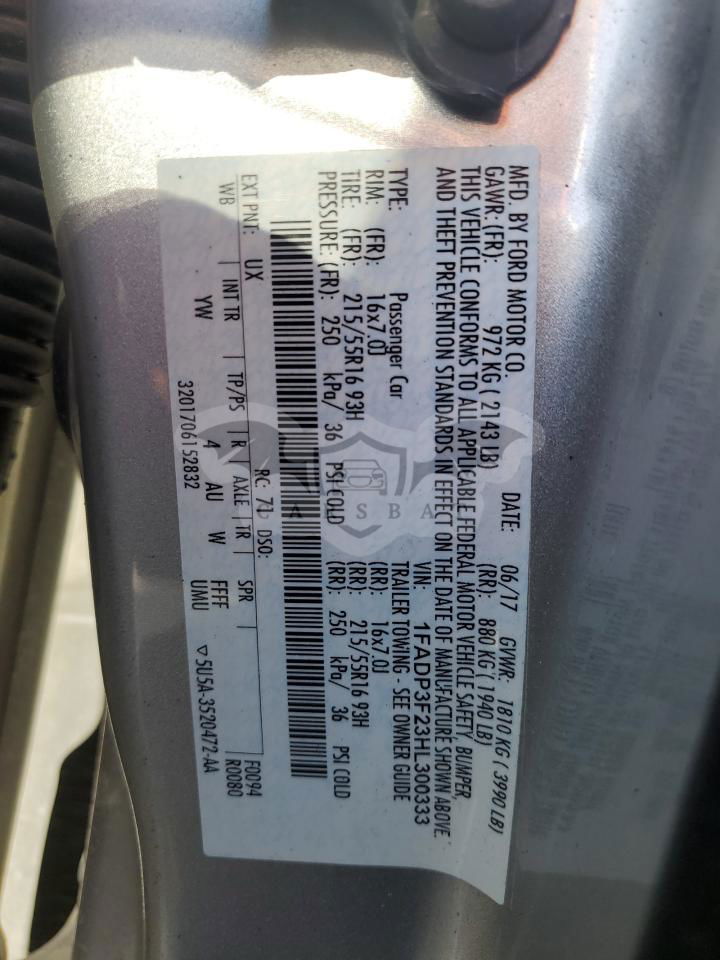 MFD. BY FORD MOTOR CO.
DATE: 06/17 GVWR: 1810 KG ( 3990 LB)
GAWR: (FR): 972 KG ( 2143 LB) (RR): 880 KG ( 1940 LB)
THIS VEHICLE CONFORMS TO ALL APPLICABLE FEDERAL MOTOR VEHICLE SAFETY, BUMPER,
AND THEFT PREVENTION STANDARDS IN EFFECT ON THE DATE OF MANUFACTURE SHOWN ABOVE.
VIN: 1FADP3F23HL300333
TYPE: Passenger Car TRAILER TOWING - SEE OWNER GUIDE
RIM: (FR): 16x7.0J (RR): 16x7.0J
TIRE: (FR): 215/55R16 93H (RR): 215/55R16 93H
PRESSURE: (FR): 250 kPa/ 36 PSI COLD (RR): 250 kPa/ 36 PSI COLD
EXT PNT: UX RC: 71 DSO: F0094
WB INT TR TP/PS R AXLE TR SPR R0080
YW 4 AU W FFFF
UMU
3201706152832 ▽5U5A-3520472-AA
SBA